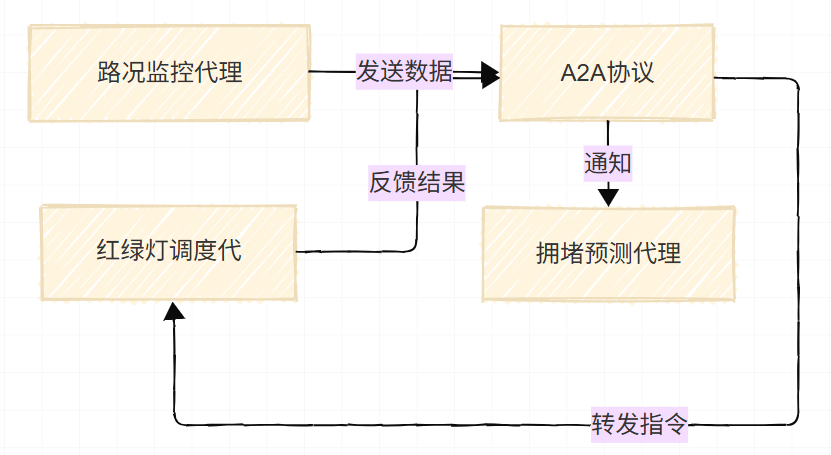 路况监控代理
发送数据
A2A协议
反馈结果
通知
红绿灯调度代
拥堵预测代理
转发指令